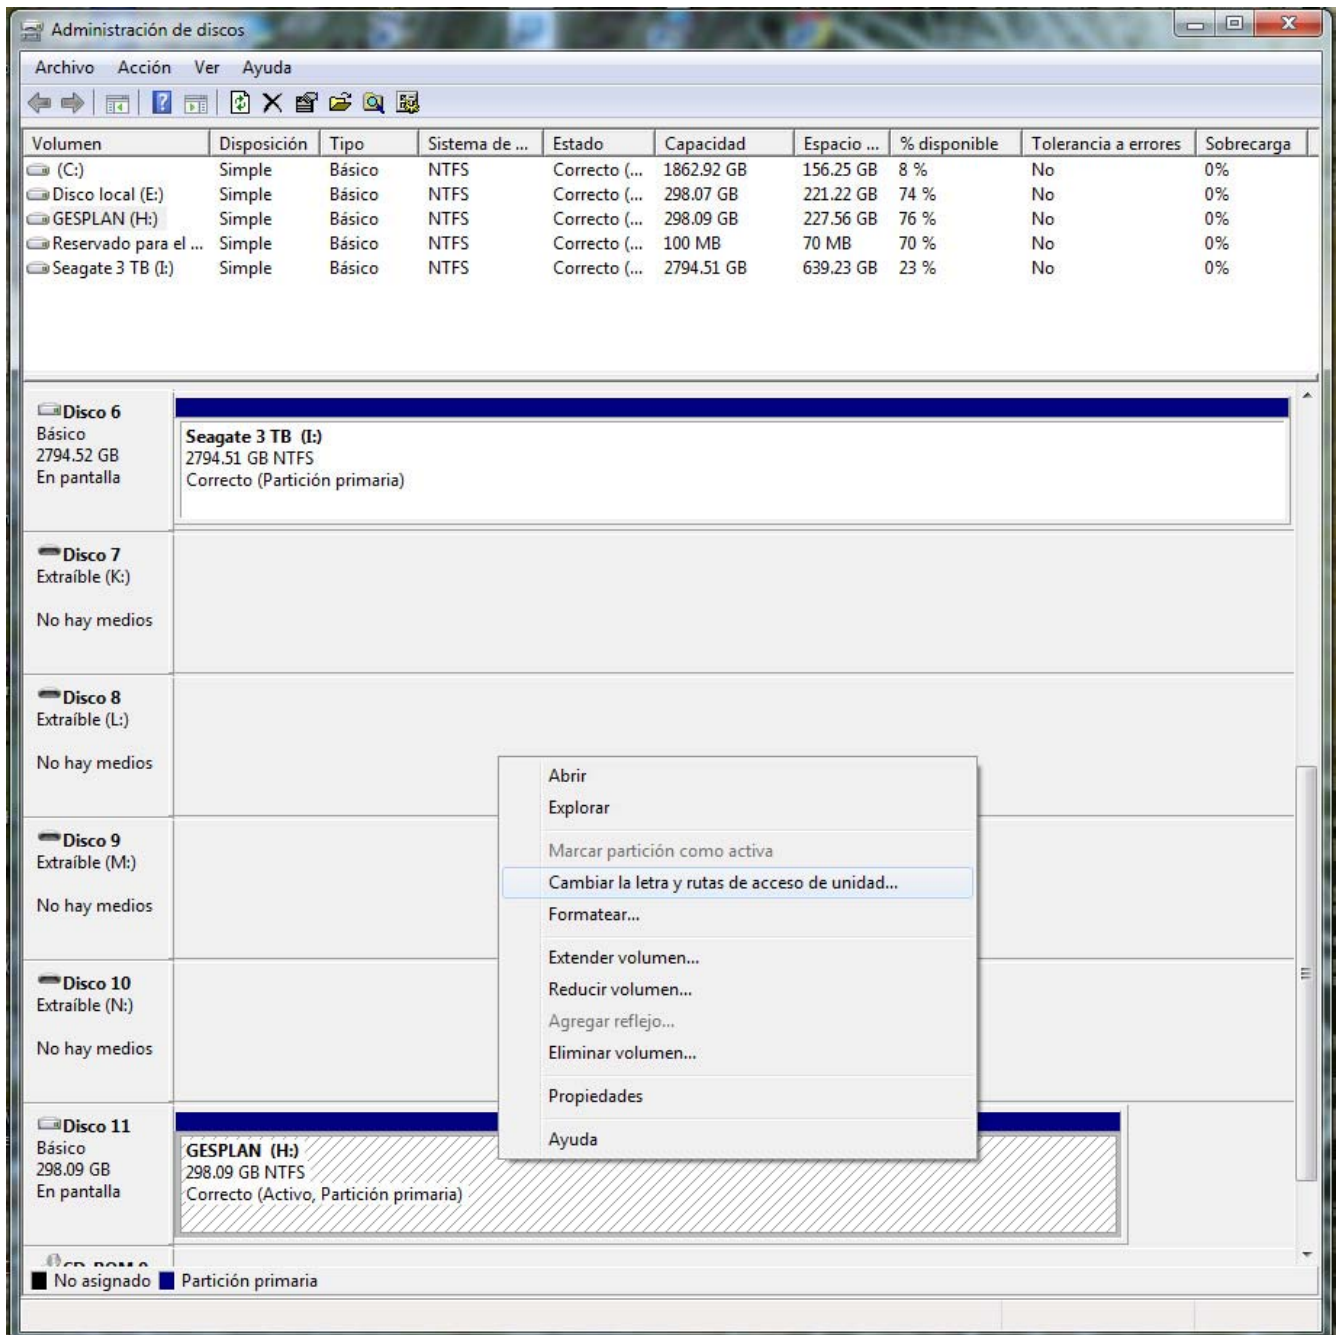 Administración de discos
Archivo Acción Ver Ayuda
Volumen Disposición Tipo Sistema de ... Estado Capacidad Espacio ... % disponible Tolerancia a errores Sobrecarga
(C:) Simple Básico NTFS Correcto (... 1862.92 GB 156.25 GB 8 % No 0%
Disco local (E:) Simple Básico NTFS Correcto (... 298.07 GB 221.22 GB 74 % No 0%
GESPLAN (H:) Simple Básico NTFS Correcto (... 298.09 GB 227.56 GB 76 % No 0%
Reservado para el ... Simple Básico NTFS Correcto (... 100 MB 70 MB 70 % No 0%
Seagate 3 TB (I:) Simple Básico NTFS Correcto (... 2794.51 GB 639.23 GB 23 % No 0%
Disco 6
Básico
2794.52 GB
En pantalla
Seagate 3 TB (I:)
2794.51 GB NTFS
Correcto (Partición primaria)
Disco 7
Extraíble (K:)
No hay medios
Disco 8
Extraíble (L:)
No hay medios
Disco 9
Extraíble (M:)
No hay medios
Disco 10
Extraíble (N:)
No hay medios
Abrir
Explorar
Marcar partición como activa
Cambiar la letra y rutas de acceso de unidad...
Formatear...
Extender volumen...
Reducir volumen...
Agregar reflejo...
Eliminar volumen...
Propiedades
Ayuda
Disco 11
Básico
298.09 GB
En pantalla
GESPLAN (H:)
298.09 GB NTFS
Correcto (Activo, Partición primaria)
CD-ROM 0
No asignado Partición primaria